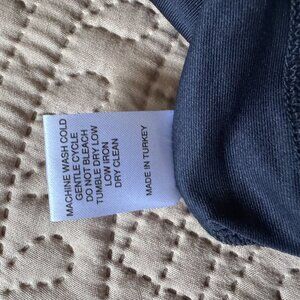 MACHINE WASH COLD
GENTLE CYCLE
DO NOT BLEACH
TUMBLE DRY LOW
LOW IRON
DRY CLEAN
MADE IN TURKEY